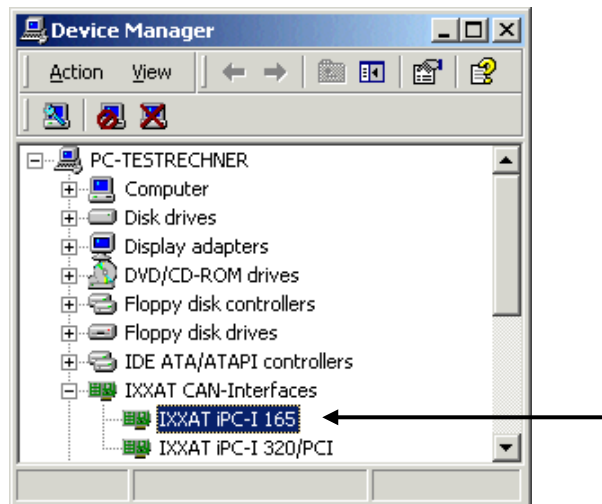 Device Manager
Action View
PC-TESTRECHNER
Computer
Disk drives
Display adapters
DVD/CD-ROM drives
Floppy disk controllers
Floppy disk drives
IDE ATA/ATAPI controllers
IXXAT CAN-Interfaces
IXXAT iPC-I 165
IXXAT iPC-I 320/PCI